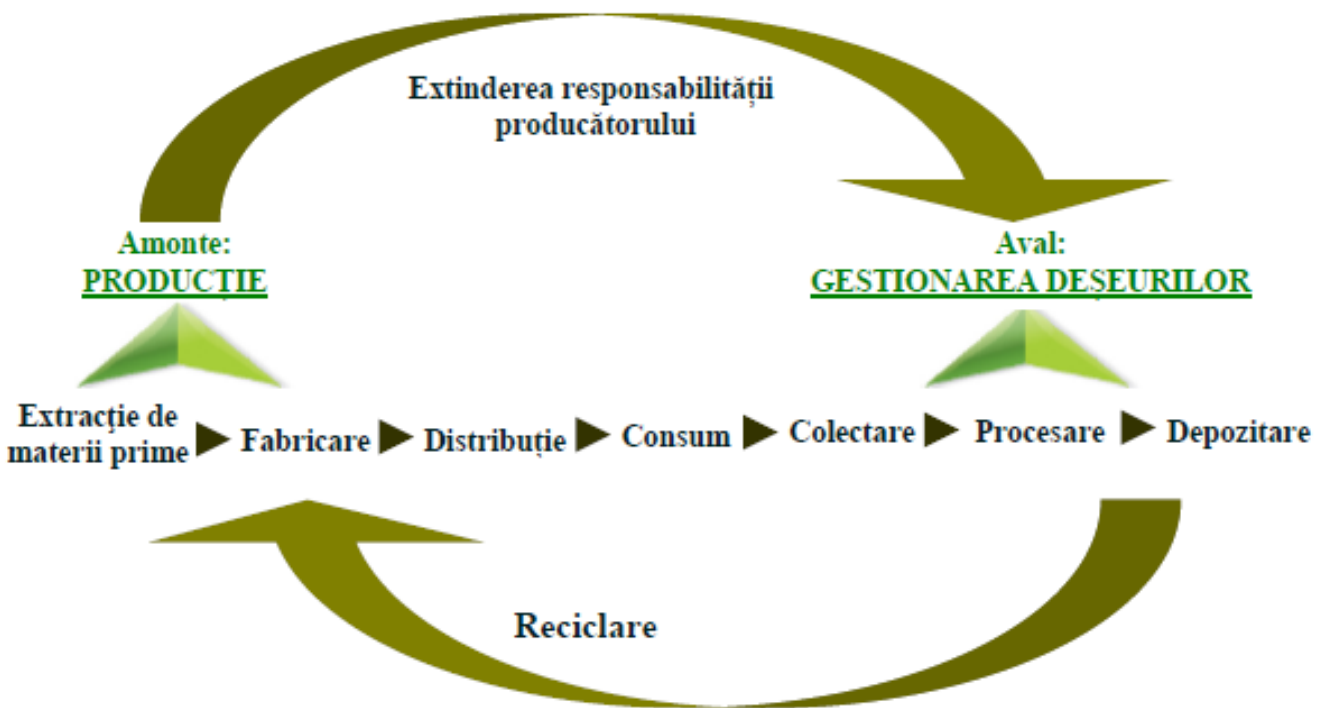 Extinderea responsabilității
producătorului
Amonte:
PRODUCȚIE
Aval:
GESTIONAREA DEȘEURILOR
Extracție de
materii prime
Fabricare
Distribuție
Consum
Colectare
Procesare
Depozitare
Reciclare